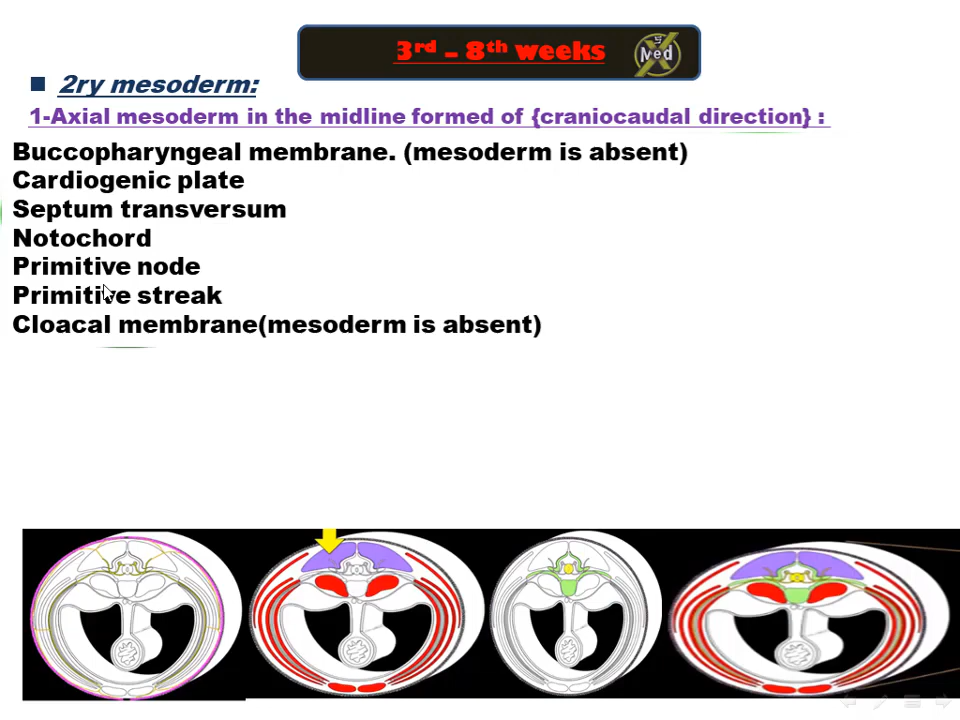 3rd – 8th weeks
Med
2ry mesoderm:
1-Axial mesoderm in the midline formed of {craniocaudal direction} :
Buccopharyngeal membrane. (mesoderm is absent)
Cardiogenic plate
Septum transversum
Notochord
Primitive node
Primitive streak
Cloacal membrane(mesoderm is absent)